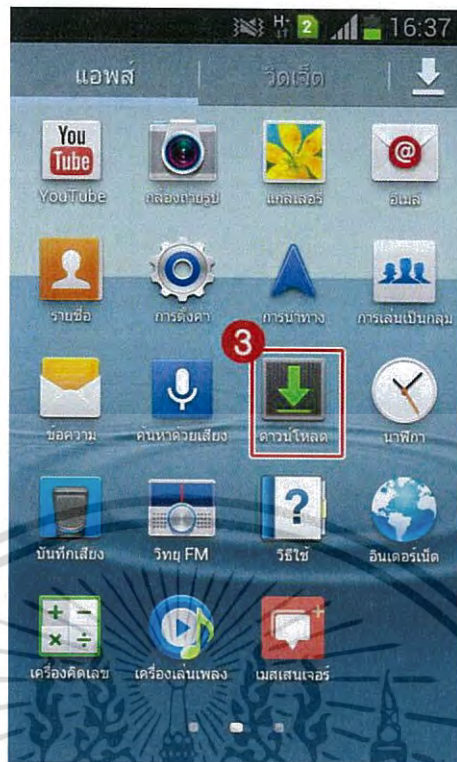 H+ 2 16:37
แอพส์ วิดเจ็ต
You Tube @
YouTube กล้องถ่ายรูป แกลเลอรี่ อีเมล์
รายชื่อ การตั้งค่า การนำทาง การเล่นเป็นกลุ่ม
3
ข้อความ ค้นหาด้วยเสียง ดาวน์โหลด นาฬิกา
?
บันทึกเสียง วิทยุ FM วิธีใช้ อินเตอร์เน็ต
+ − × ÷
เครื่องคิดเลข เครื่องเล่นเพลง เมสเสนเจอร์